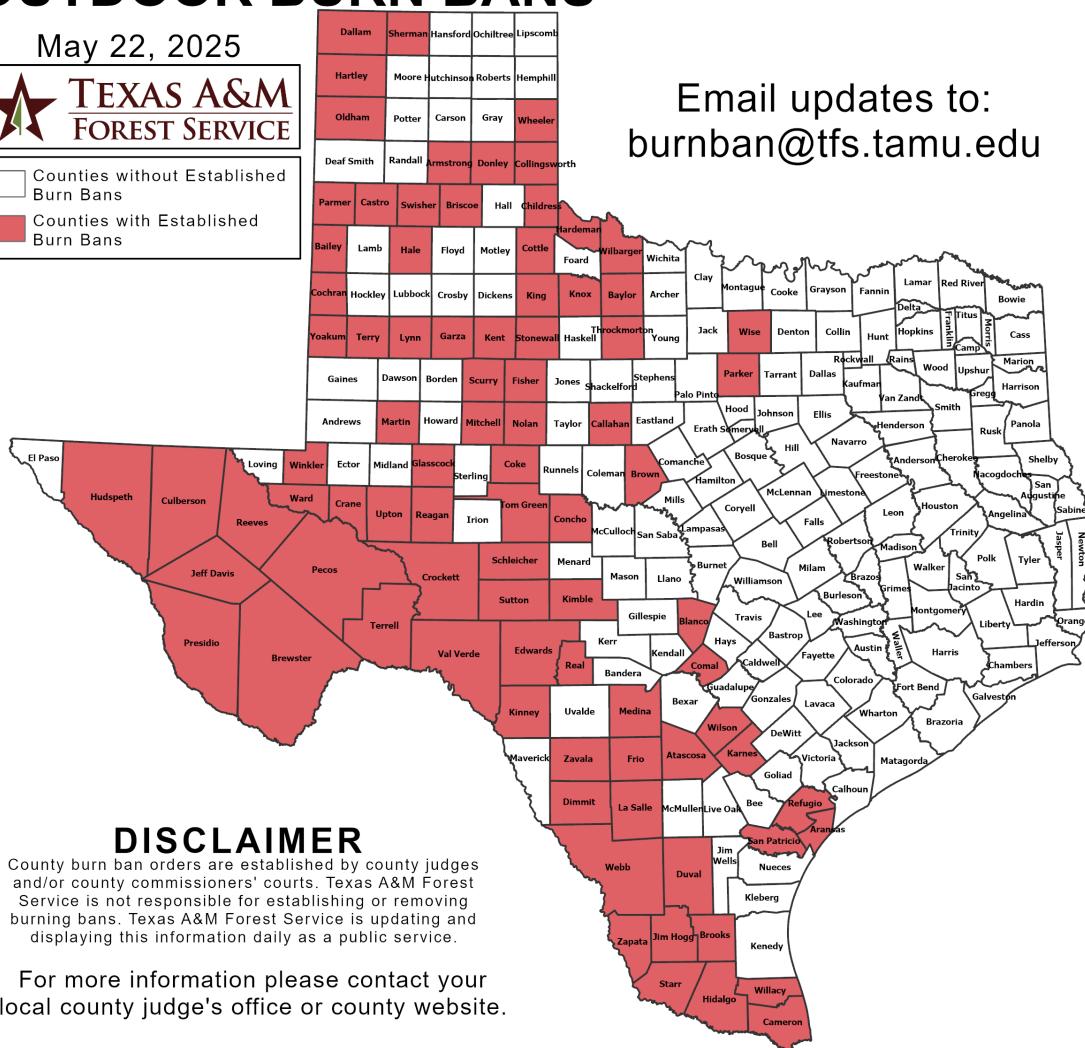 OUTDOOR BURN BANS
May 22, 2025
TEXAS A&M
FOREST SERVICE
Counties without Established
Burn Bans
Counties with Established
Burn Bans
Email updates to:
burnban@tfs.tamu.edu
Dallam Sherman Hansford Ochiltree Lipscomb
Hartley Moore Hutchinson Roberts Hemphill
Oldham Potter Carson Gray Wheeler
Deaf Smith Randall Armstrong Donley Collingsworth
Parmer Castro Swisher Briscoe Hall Childress
Hardeman
Bailey Lamb Hale Floyd Motley Cottle Foard Wilbarger Wichita
Clay Montague Cooke Grayson Fannin Lamar Red River Bowie
Cochran Hockley Lubbock Crosby Dickens King Knox Baylor Archer
Delta Franklin Titus Morris Cass
Yoakum Terry Lynn Garza Kent Stonewall Haskell Throckmorton Young Jack Wise Denton Collin Hunt Hopkins
Camp
Rockwall Rains Wood Upshur Marion
Gaines Dawson Borden Scurry Fisher Jones Shackelford Stephens Palo Pinto Parker Tarrant Dallas Kaufman Van Zandt Gregg Harrison
Andrews Martin Howard Mitchell Nolan Taylor Callahan Eastland Erath Hood Somervell Johnson Ellis Henderson Smith Rusk Panola
El Paso Hudspeth Culberson Reeves Loving Winkler Ector Midland Glasscock Sterling Coke Runnels Coleman Brown Comanche Hamilton Bosque Hill Navarro Freestone Anderson Cherokee Nacogdoches Shelby
San
Augustine
Sabine
Ward Crane Upton Reagan Irion Tom Green Concho McCulloch San Saba Mills Lampasas Coryell McLennan Limestone Falls Leon Houston Angelina Trinity
Jeff Davis Pecos Crockett Schleicher Menard Mason Llano Burnet Bell Milam Robertson Madison Walker Polk Tyler Jasper Newton
San
Jacinto
Presidio Brewster Terrell Sutton Kimble Gillespie Blanco Williamson Travis Burleson Brazos Grimes Montgomery Liberty Hardin Orange
Val Verde Edwards Real Kerr Kendall Bandera Comal Hays Bastrop Lee Washington Waller Harris Jefferson Chambers
Caldwell Fayette Austin
Kinney Uvalde Medina Bexar Guadalupe Gonzales Lavaca Colorado Wharton Fort Bend Brazoria Galveston
Maverick Zavala Frio Atascosa Wilson Karnes DeWitt Victoria Jackson Matagorda
Goliad Calhoun
Dimmit La Salle McMullen Live Oak Bee Refugio Aransas
San Patricio
Webb Duval Jim
Wells
Nueces
Kleberg
Zapata Jim Hogg Brooks Kenedy
Starr Hidalgo Willacy
Cameron
DISCLAIMER
County burn ban orders are established by county judges
and/or county commissioners' courts. Texas A&M Forest
Service is not responsible for establishing or removing
burning bans. Texas A&M Forest Service is updating and
displaying this information daily as a public service.
For more information please contact your
local county judge's office or county website.